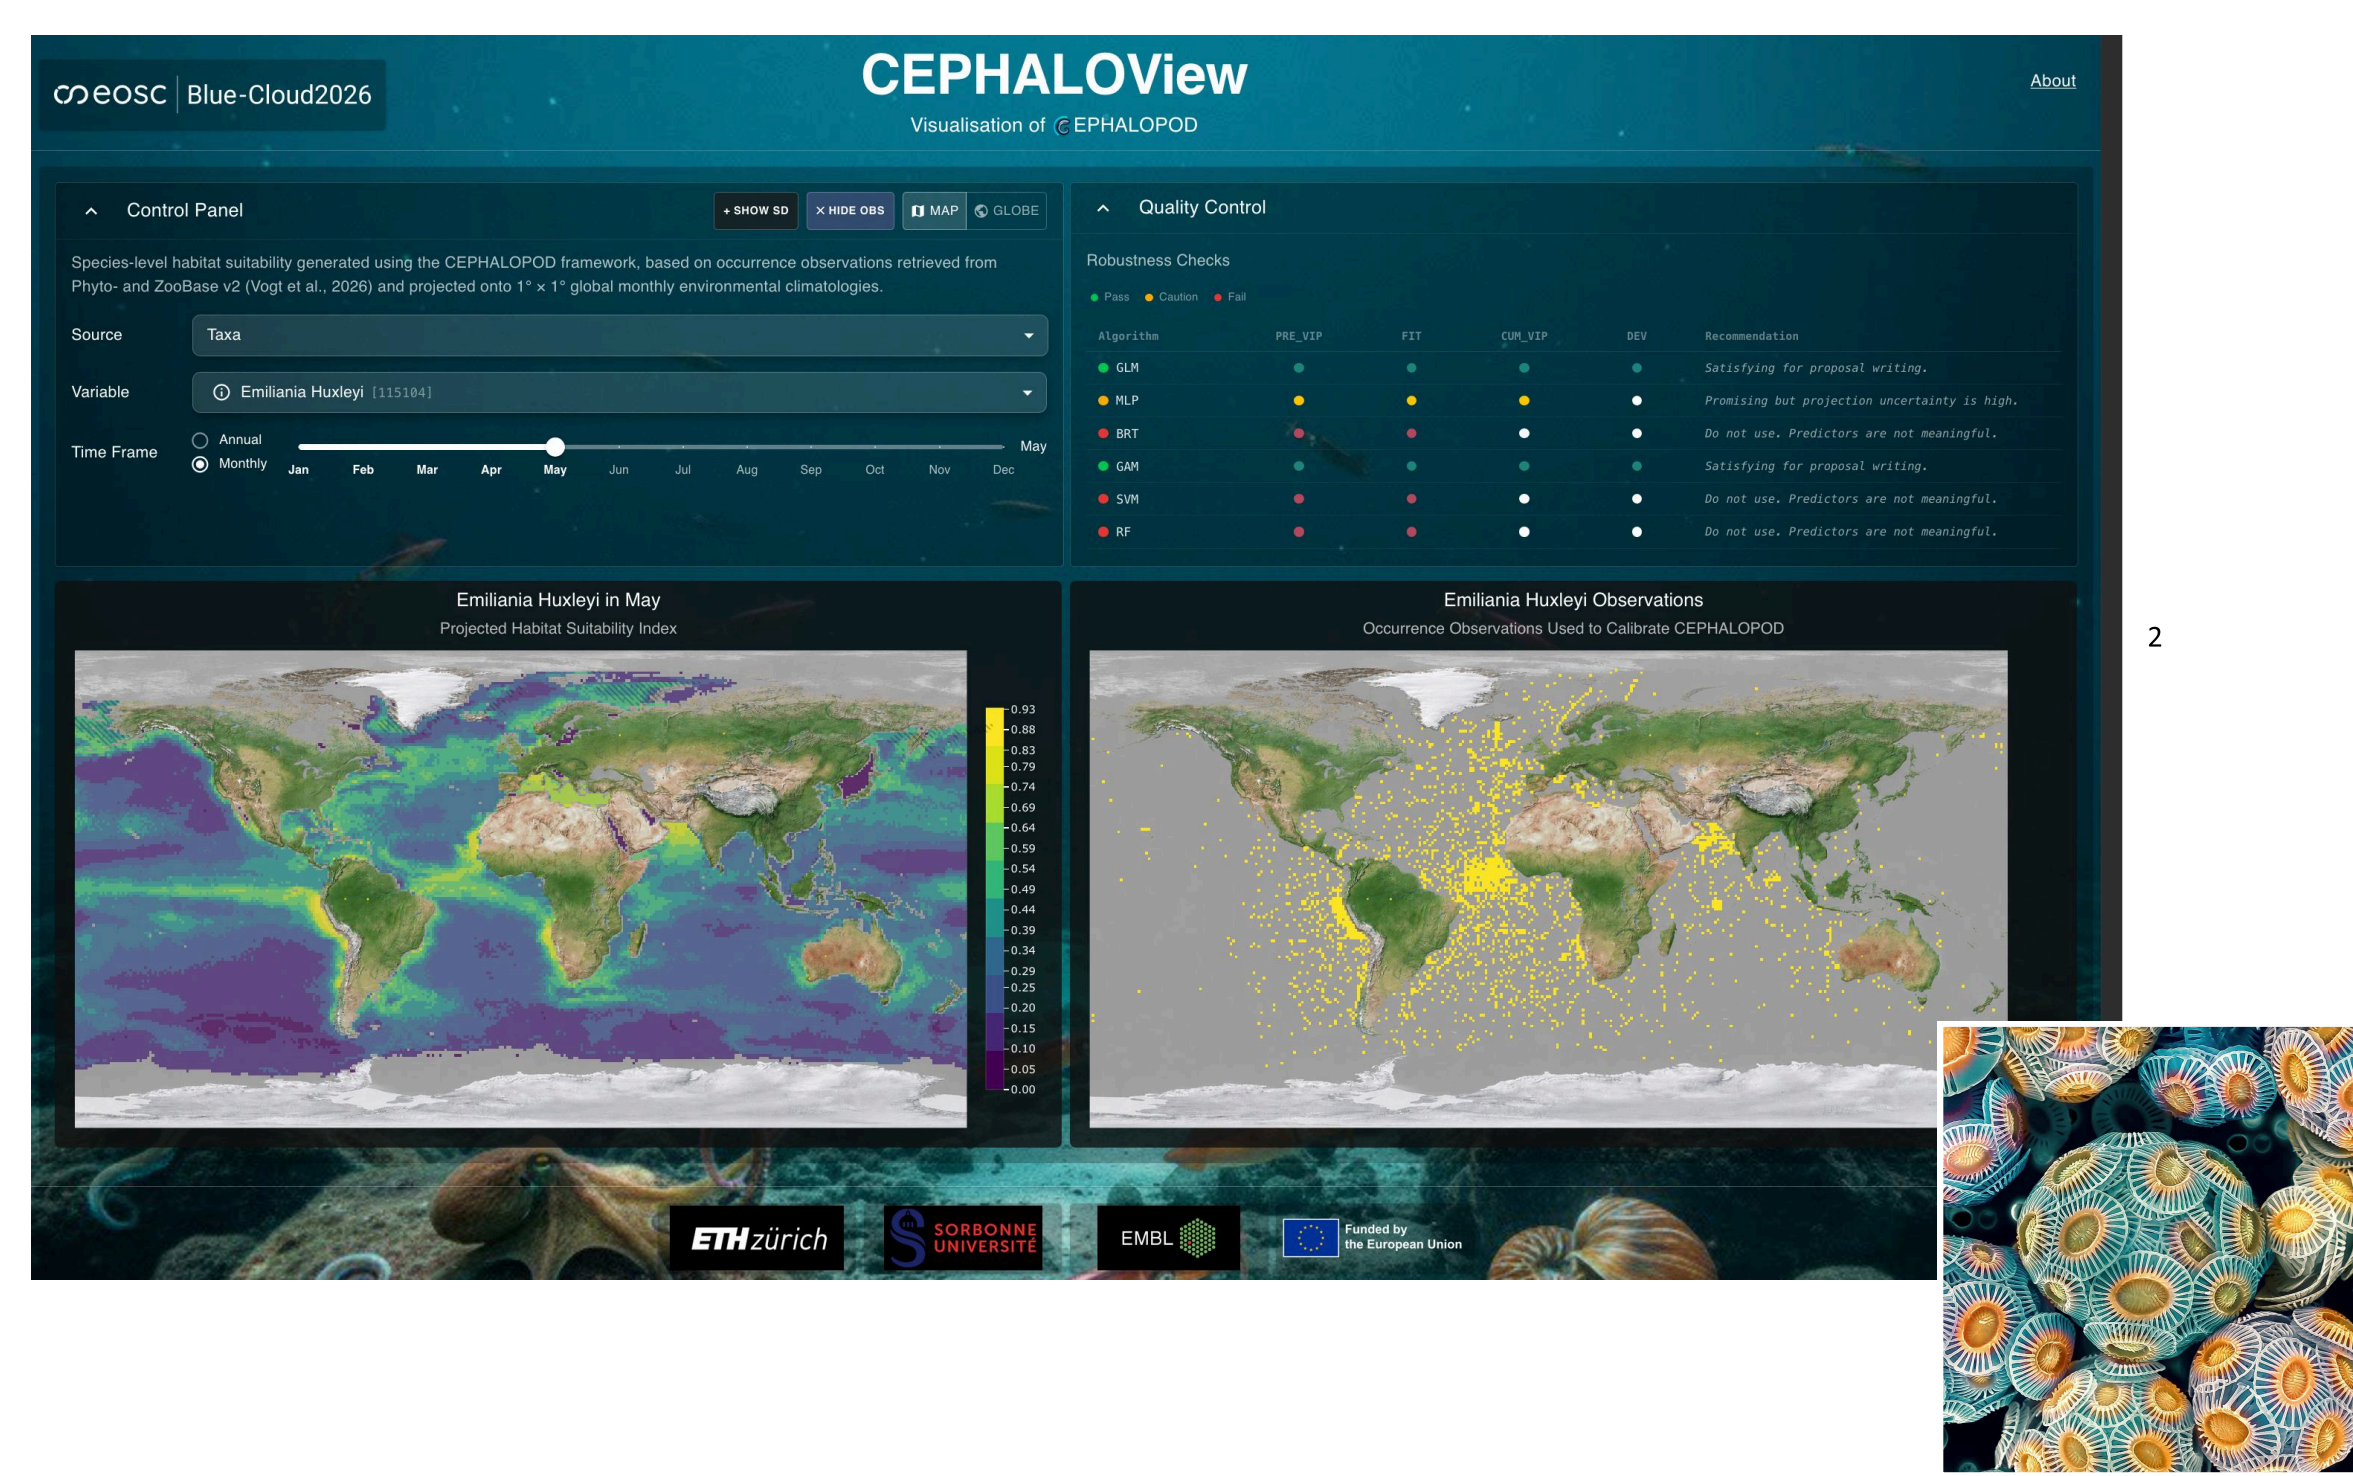 eosc | Blue-Cloud2026
CEPHALOView
Visualisation of CEPHALOPOD
About
Control Panel
+ SHOW SD
× HIDE OBS
MAP
GLOBE
Species-level habitat suitability generated using the CEPHALOPOD framework, based on occurrence observations retrieved from
Phyto- and ZooBase v2 (Vogt et al., 2026) and projected onto 1° × 1° global monthly environmental climatologies.
Source
Taxa
Variable
Emiliania Huxleyi [115104]
Time Frame
Annual
Monthly
May
Jan Feb Mar Apr May Jun Jul Aug Sep Oct Nov Dec
Quality Control
Robustness Checks
Pass Caution Fail
Algorithm PRE_VIP FIT CUM_VIP DEV Recommendation
GLM Satisfying for proposal writing.
MLP Promising but projection uncertainty is high.
BRT Do not use. Predictors are not meaningful.
GAM Satisfying for proposal writing.
SVM Do not use. Predictors are not meaningful.
RF Do not use. Predictors are not meaningful.
Emiliania Huxleyi in May
Projected Habitat Suitability Index
0.93
0.88
0.83
0.79
0.74
0.69
0.64
0.59
0.54
0.49
0.44
0.39
0.34
0.29
0.25
0.20
0.15
0.10
0.05
0.00
Emiliania Huxleyi Observations
Occurrence Observations Used to Calibrate CEPHALOPOD
2
ETH zürich
SORBONNE
UNIVERSITÉ
EMBL
Funded by
the European Union